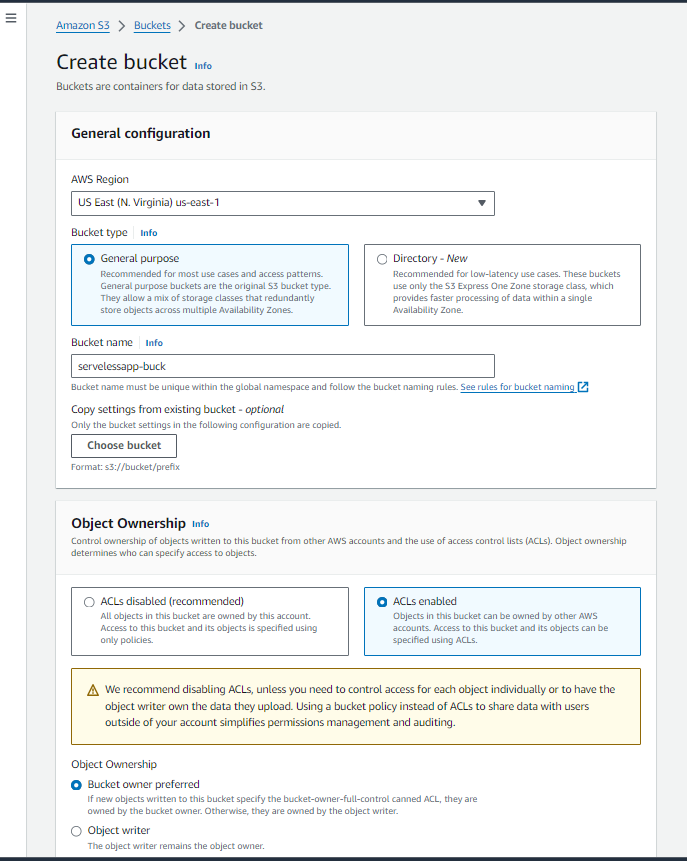 Amazon S3 > Buckets > Create bucket
Create bucket Info
Buckets are containers for data stored in S3.
General configuration
AWS Region
US East (N. Virginia) us-east-1
Bucket type Info
General purpose
Recommended for most use cases and access patterns.
General purpose buckets are the original S3 bucket type.
They allow a mix of storage classes that redundantly
store objects across multiple Availability Zones.
Directory - New
Recommended for low-latency use cases. These buckets
use only the S3 Express One Zone storage class, which
provides faster processing of data within a single
Availability Zone.
Bucket name Info
servelessapp-buck
Bucket name must be unique within the global namespace and follow the bucket naming rules. See rules for bucket naming
Copy settings from existing bucket - optional
Only the bucket settings in the following configuration are copied.
Choose bucket
Format: s3://bucket/prefix
Object Ownership Info
Control ownership of objects written to this bucket from other AWS accounts and the use of access control lists (ACLs). Object ownership
determines who can specify access to objects.
ACLs disabled (recommended)
All objects in this bucket are owned by this account.
Access to this bucket and its objects is specified using
only policies.
ACLs enabled
Objects in this bucket can be owned by other AWS
accounts. Access to this bucket and its objects can be
specified using ACLs.
We recommend disabling ACLs, unless you need to control access for each object individually or to have the
object writer own the data they upload. Using a bucket policy instead of ACLs to share data with users
outside of your account simplifies permissions management and auditing.
Object Ownership
Bucket owner preferred
If new objects written to this bucket specify the bucket-owner-full-control canned ACL, they are
owned by the bucket owner. Otherwise, they are owned by the object writer.
Object writer
The object writer remains the object owner.